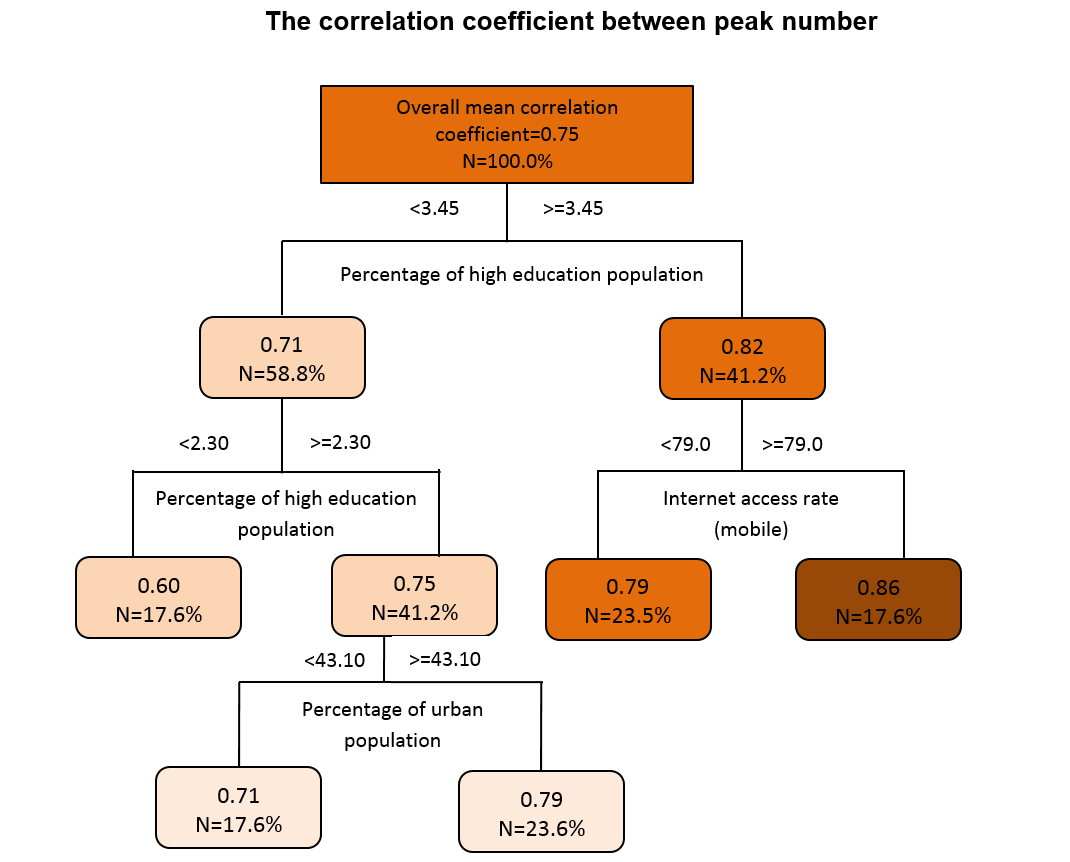 The correlation coefficient between peak number
Overall mean correlation
coefficient=0.75
N=100.0%
<3.45
>=3.45
Percentage of high education population
0.71
N=58.8%
0.82
N=41.2%
<2.30
>=2.30
<79.0
>=79.0
Percentage of high education
population
Internet access rate
(mobile)
0.60
N=17.6%
0.75
N=41.2%
0.79
N=23.5%
0.86
N=17.6%
<43.10
>=43.10
Percentage of urban
population
0.71
N=17.6%
0.79
N=23.6%